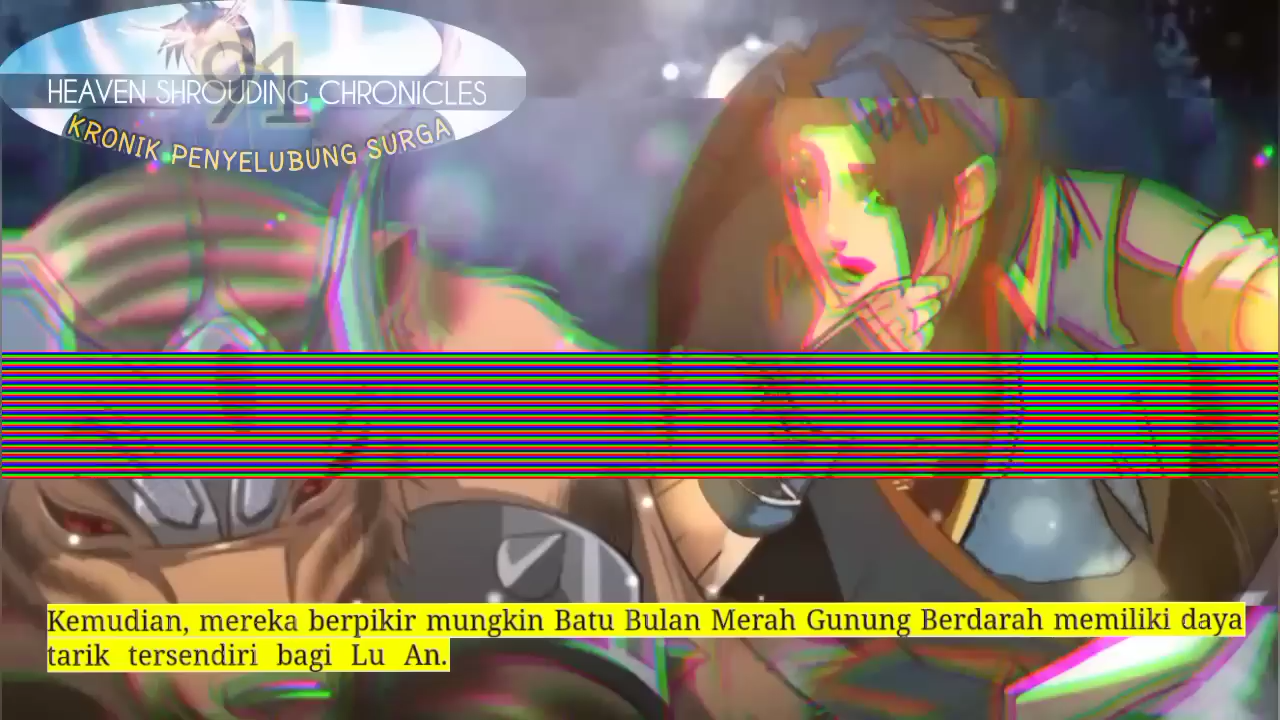 91
HEAVEN SHROUDING CHRONICLES
KRONIK PENYELUBUNG SURGA
Kemudian, mereka berpikir mungkin Batu Bulan Merah Gunung Berdarah memiliki daya
tarik tersendiri bagi Lu An.